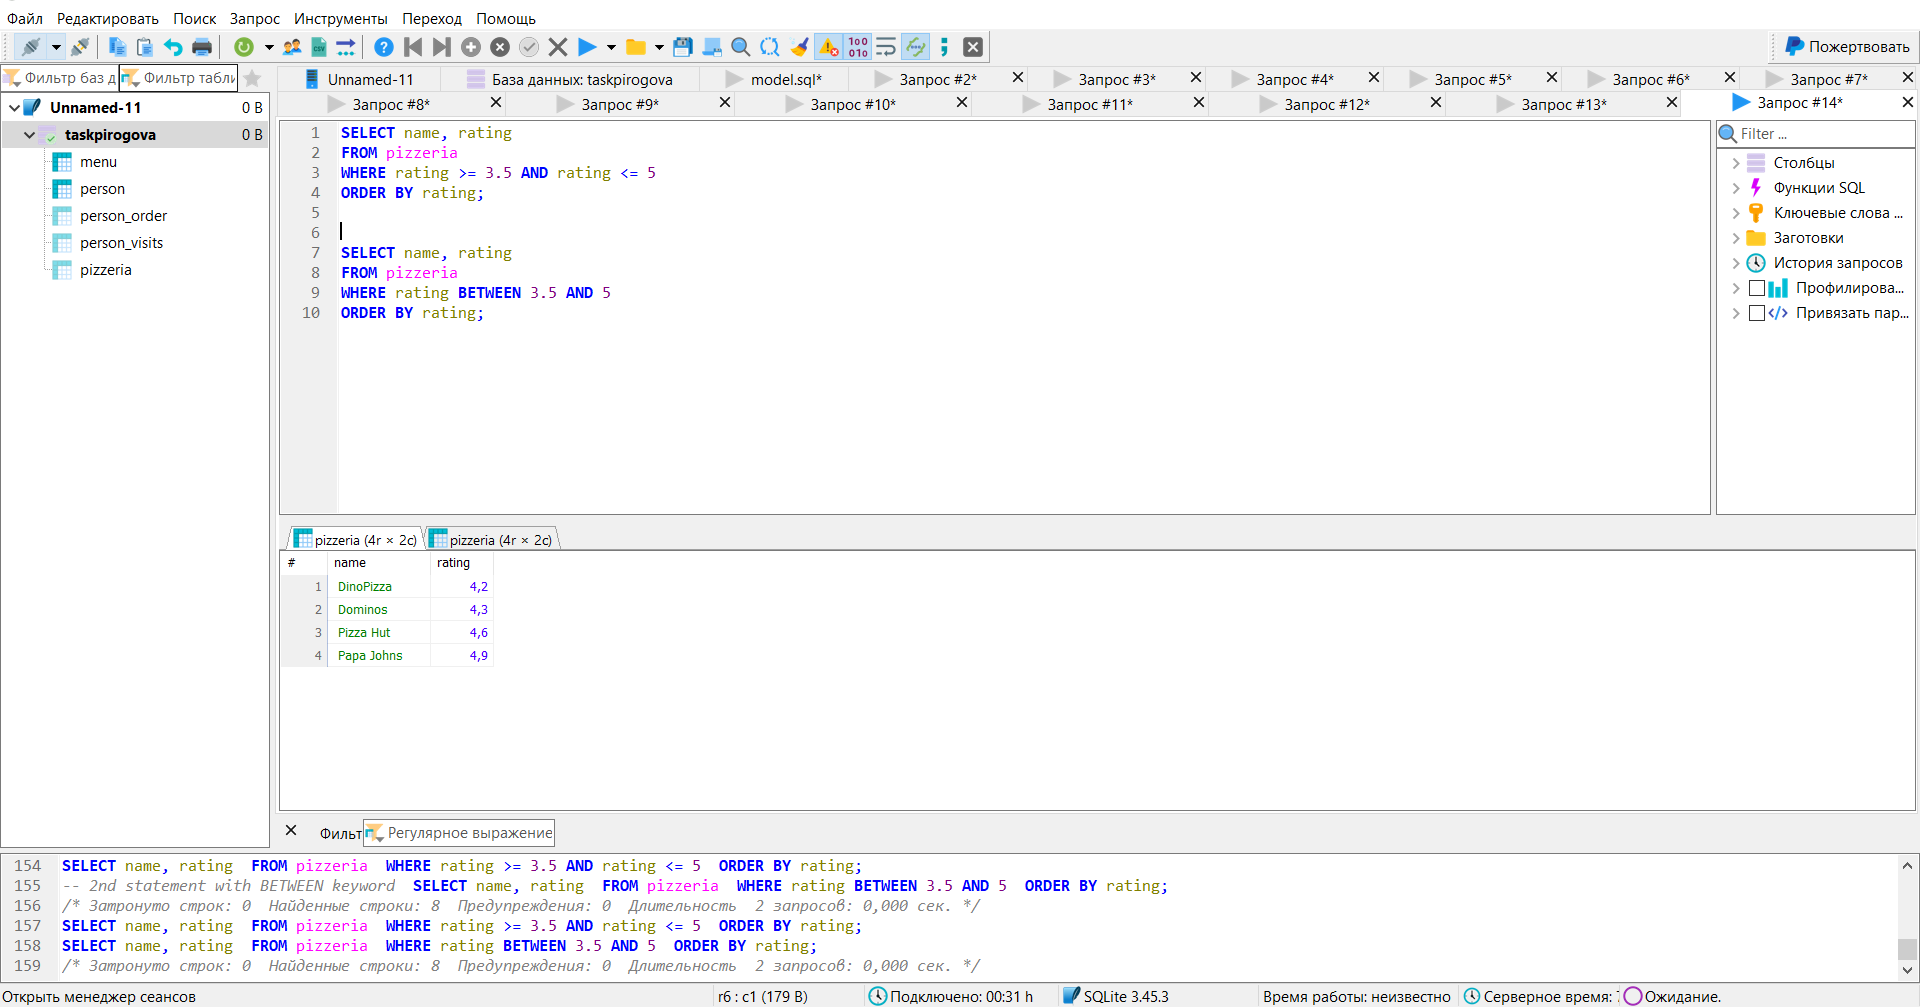 Файл Редактировать Поиск Запрос Инструменты Переход Помощь
Пожертвовать
Фильтр баз д Фильтр табли
Unnamed-11 База данных: taskpirogova model.sql* Запрос #2* Запрос #3* Запрос #4* Запрос #5* Запрос #6* Запрос #7*
Запрос #8* Запрос #9* Запрос #10* Запрос #11* Запрос #12* Запрос #13* Запрос #14*
Unnamed-11 0 B
taskpirogova 0 B
menu
person
person_order
person_visits
pizzeria
1 SELECT name, rating
2 FROM pizzeria
3 WHERE rating >= 3.5 AND rating <= 5
4 ORDER BY rating;
5
6
7 SELECT name, rating
8 FROM pizzeria
9 WHERE rating BETWEEN 3.5 AND 5
10 ORDER BY rating;
Filter ...
Столбцы
Функции SQL
Ключевые слова ...
Заготовки
История запросов
Профилирова...
Привязать пар...
pizzeria (4r × 2c) pizzeria (4r × 2c)
# name rating
1 DinoPizza 4,2
2 Dominos 4,3
3 Pizza Hut 4,6
4 Papa Johns 4,9
Фильт Регулярное выражение
154 SELECT name, rating FROM pizzeria WHERE rating >= 3.5 AND rating <= 5 ORDER BY rating;
155 -- 2nd statement with BETWEEN keyword SELECT name, rating FROM pizzeria WHERE rating BETWEEN 3.5 AND 5 ORDER BY rating;
156 /* Затронуто строк: 0 Найденные строки: 8 Предупреждения: 0 Длительность 2 запросов: 0,000 сек. */
157 SELECT name, rating FROM pizzeria WHERE rating >= 3.5 AND rating <= 5 ORDER BY rating;
158 SELECT name, rating FROM pizzeria WHERE rating BETWEEN 3.5 AND 5 ORDER BY rating;
159 /* Затронуто строк: 0 Найденные строки: 8 Предупреждения: 0 Длительность 2 запросов: 0,000 сек. */
Открыть менеджер сеансов r6 : c1 (179 B) Подключено: 00:31 h SQLite 3.45.3 Время работы: неизвестно Серверное время: Ожидание.